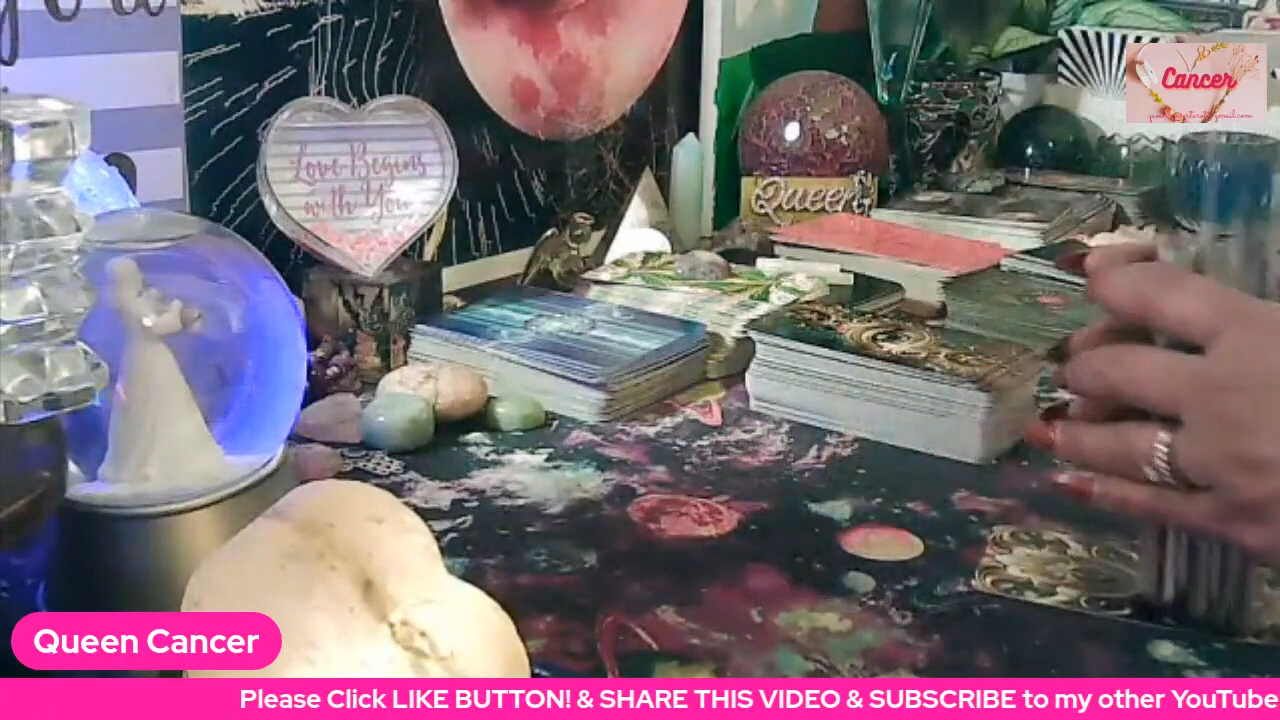 you
Love Begins
with You
Queen
Cancer
Queen Cancer
Please Click LIKE BUTTON! & SHARE THIS VIDEO & SUBSCRIBE to my other YouTube